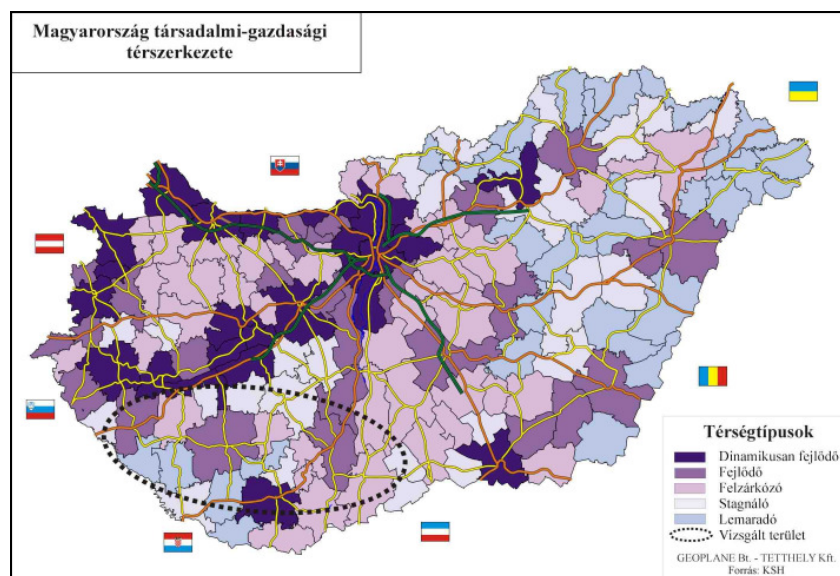 Magyarország társadalmi-gazdasági
térszerkezete
Térségtípusok
Dinamikusan fejlődő
Fejlődő
Felzárkózó
Stagnáló
Lemaradó
Vizsgált terület
GEOPLANE Bt. - TETTHELY Kft.
Forrás: KSH